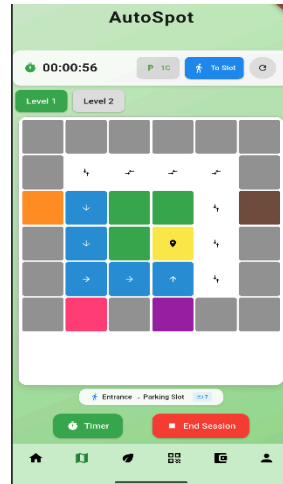 AutoSpot
00:00:56
P 1C
To Slot
Level 1
Level 2
Entrance → Parking Slot
Timer
End Session